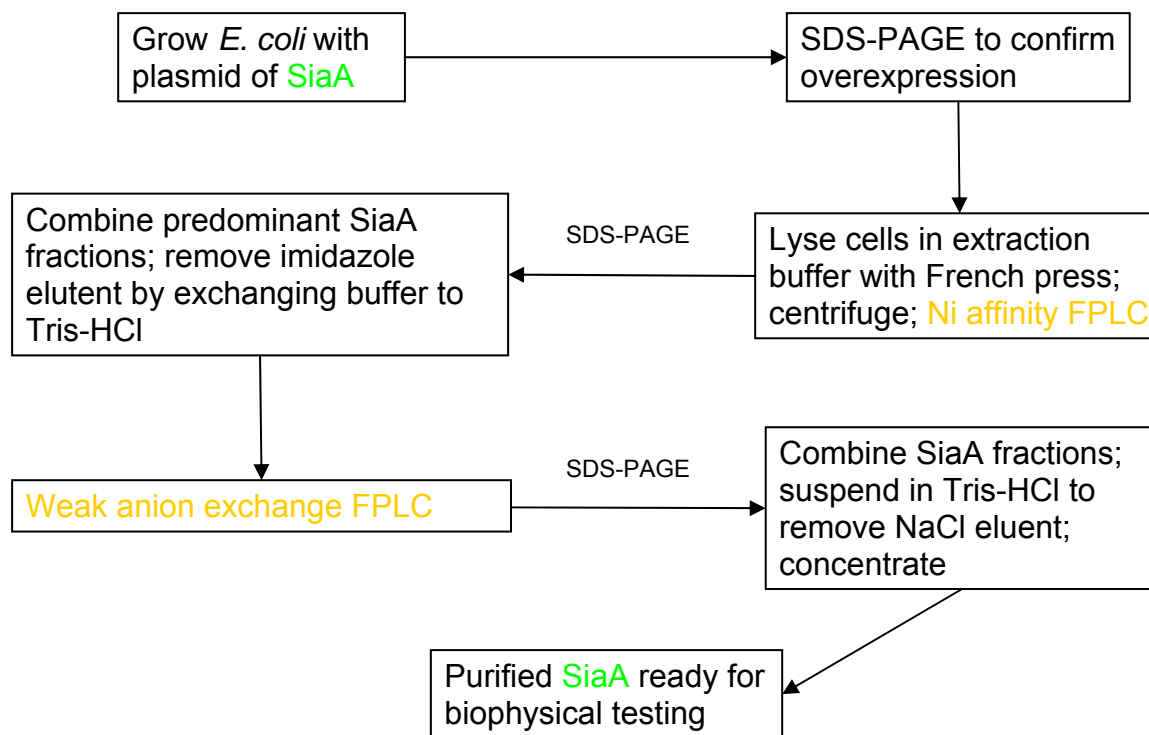 Grow E. coli with
plasmid of SiaA
SDS-PAGE to confirm
overexpression
Lyse cells in extraction
buffer with French press;
centrifuge; Ni affinity FPLC
SDS-PAGE
Combine predominant SiaA
fractions; remove imidazole
elutent by exchanging buffer to
Tris-HCl
Weak anion exchange FPLC
SDS-PAGE
Combine SiaA fractions;
suspend in Tris-HCl to
remove NaCl eluent;
concentrate
Purified SiaA ready for
biophysical testing